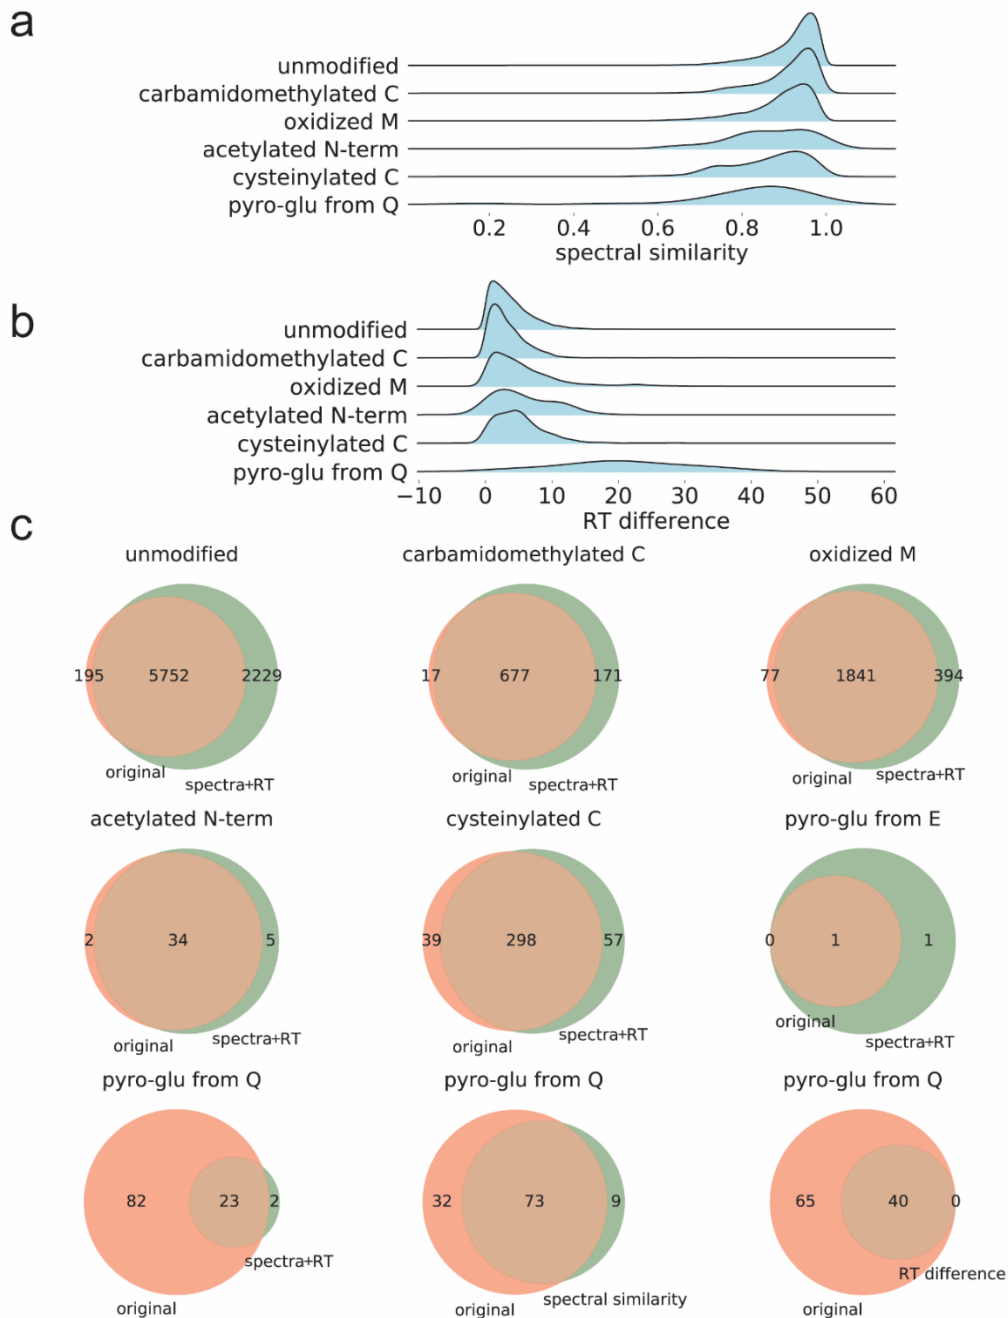 a
unmodified
carbamidomethylated C
oxidized M
acetylated N-term
cysteinylated C
pyro-glu from Q
0.2 0.4 0.6 0.8 1.0
spectral similarity
b
unmodified
carbamidomethylated C
oxidized M
acetylated N-term
cysteinylated C
pyro-glu from Q
−10 0 10 20 30 40 50 60
RT difference
c
unmodified carbamidomethylated C oxidized M
195 5752 2229 17 677 171 77 1841 394
original spectra+RT original spectra+RT original spectra+RT
acetylated N-term cysteinylated C pyro-glu from E
2 34 5 39 298 57 0 1 1
original spectra+RT original spectra+RT original spectra+RT
pyro-glu from Q pyro-glu from Q pyro-glu from Q
82 23 2 32 73 9 65 40 0
original spectra+RT original spectral similarity original RT difference